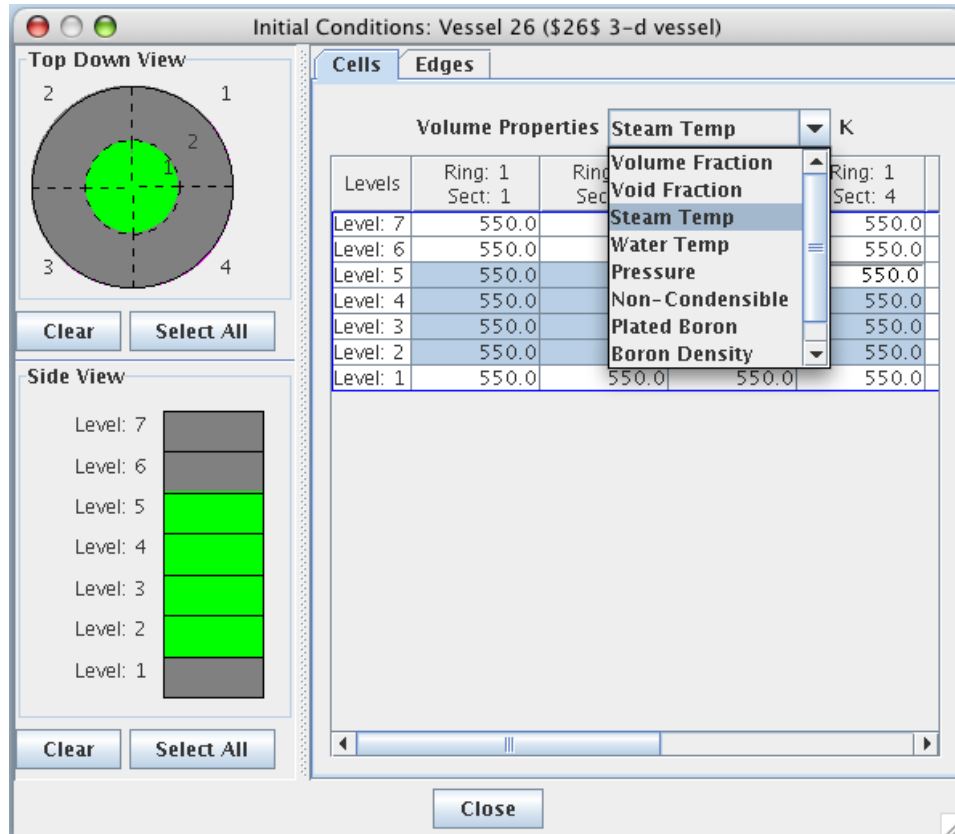 Initial Conditions: Vessel 26 ($26$ 3-d vessel)
Top Down View
2
1
2
1
3
4
Clear
Select All
Side View
Level: 7
Level: 6
Level: 5
Level: 4
Level: 3
Level: 2
Level: 1
Clear
Select All
Cells
Edges
Volume Properties Steam Temp K
Volume Fraction
Void Fraction
Steam Temp
Water Temp
Pressure
Non-Condensible
Plated Boron
Boron Density
Levels Ring: 1 Sect: 1 Ring: 1 Sect: 4
Level: 7 550.0 550.0
Level: 6 550.0 550.0
Level: 5 550.0 550.0
Level: 4 550.0 550.0
Level: 3 550.0 550.0
Level: 2 550.0 550.0
Level: 1 550.0 550.0 550.0 550.0
Close